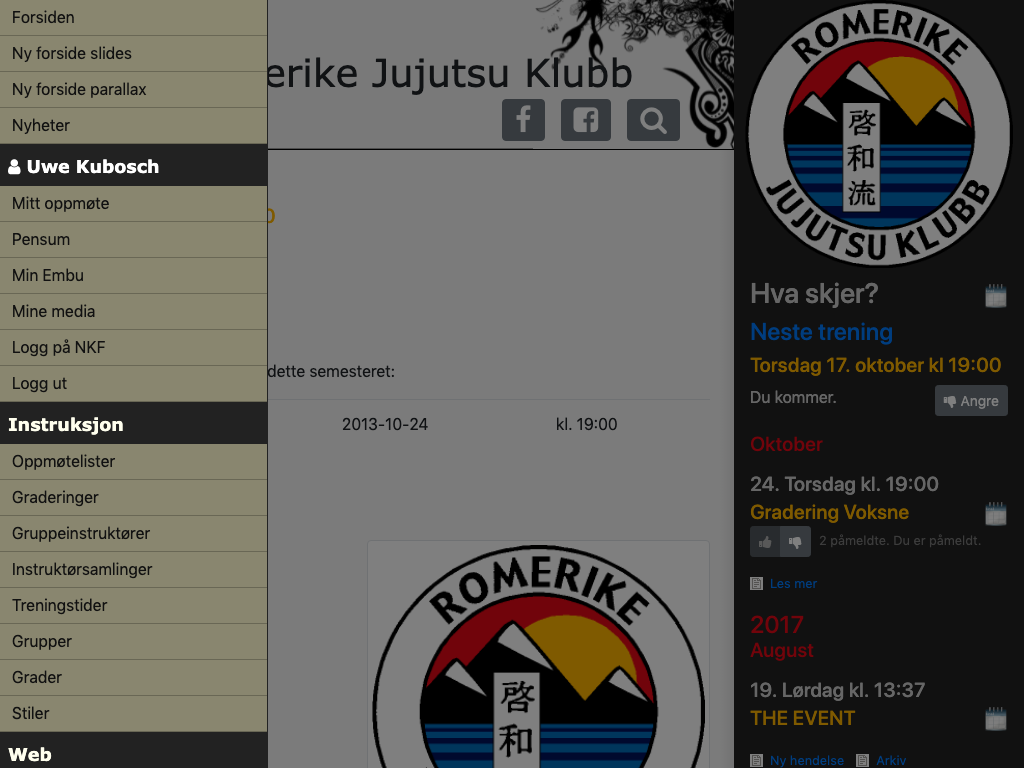 Forsiden
Ny forside slides
Ny forside parallax
Nyheter
Uwe Kubosch
Mitt oppmøte
Pensum
Min Embu
Mine media
Logg på NKF
Logg ut
Instruksjon
Oppmøtelister
Graderinger
Gruppeinstruktører
Instruktørsamlinger
Treningstider
Grupper
Grader
Stiler
Web
erike Jujutsu Klubb
dette semesteret:
2013-10-24 kl. 19:00
ROMERIKE
啓和
ROMERIKE
啓和流
JUJUTSU KLUBB
Hva skjer?
Neste trening
Torsdag 17. oktober kl 19:00
Du kommer.
Angre
Oktober
24. Torsdag kl. 19:00
Gradering Voksne
2 påmeldte. Du er påmeldt.
Les mer
2017
August
19. Lørdag kl. 13:37
THE EVENT
Ny hendelse Arkiv